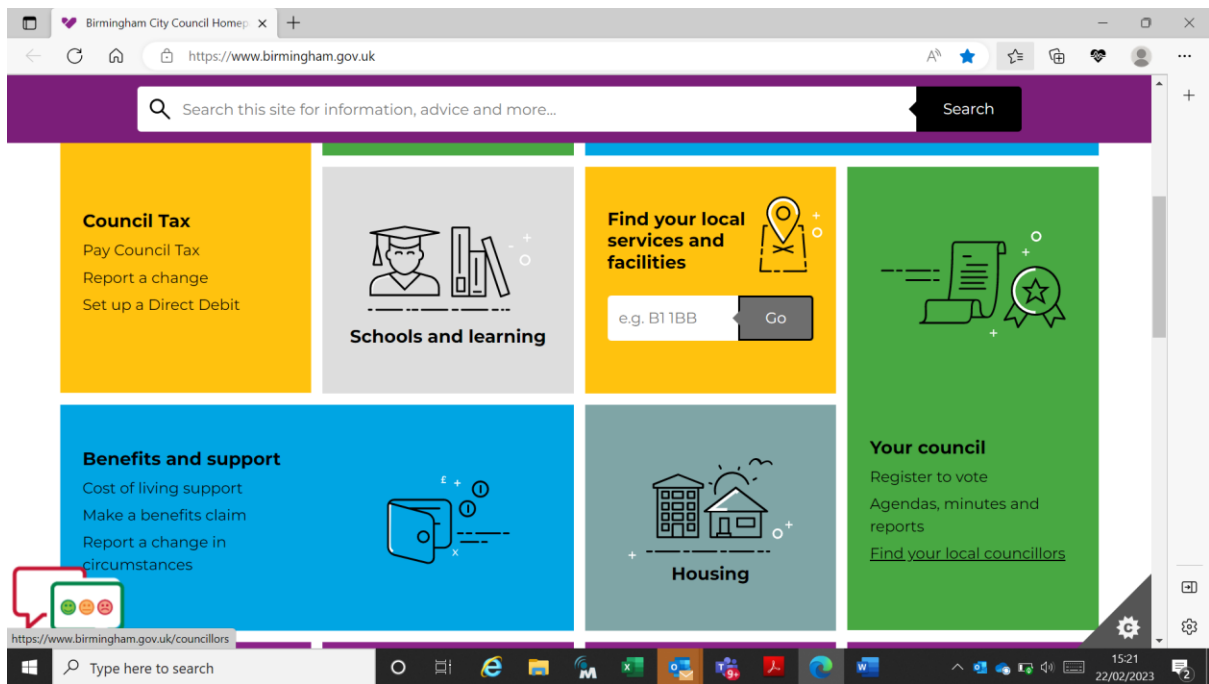 Birmingham City Council Homep
https://www.birmingham.gov.uk
Search this site for information, advice and more...
Search
Council Tax
Pay Council Tax
Report a change
Set up a Direct Debit
Schools and learning
Find your local
services and
facilities
e.g. B1 1BB
Go
Benefits and support
Cost of living support
Make a benefits claim
Report a change in
circumstances
Housing
Your council
Register to vote
Agendas, minutes and
reports
Find your local councillors
https://www.birmingham.gov.uk/councillors
Type here to search
15:21
22/02/2023